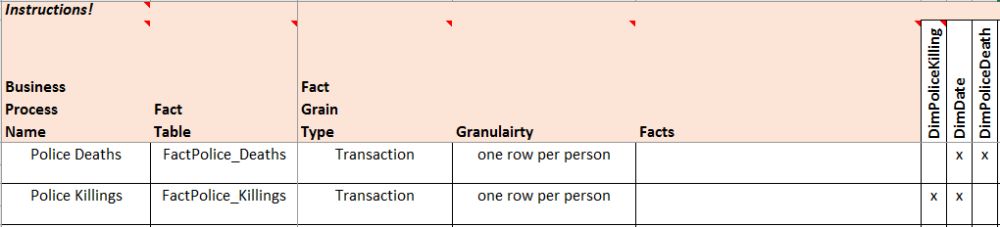 Instructions!
Business Process Name
Fact Table
Fact Grain Type
Granulairty
Facts
DimPoliceKilling
DimDate
DimPoliceDeath
Police Deaths FactPolice_Deaths Transaction one row per person x x
Police Killings FactPolice_Killings Transaction one row per person x x